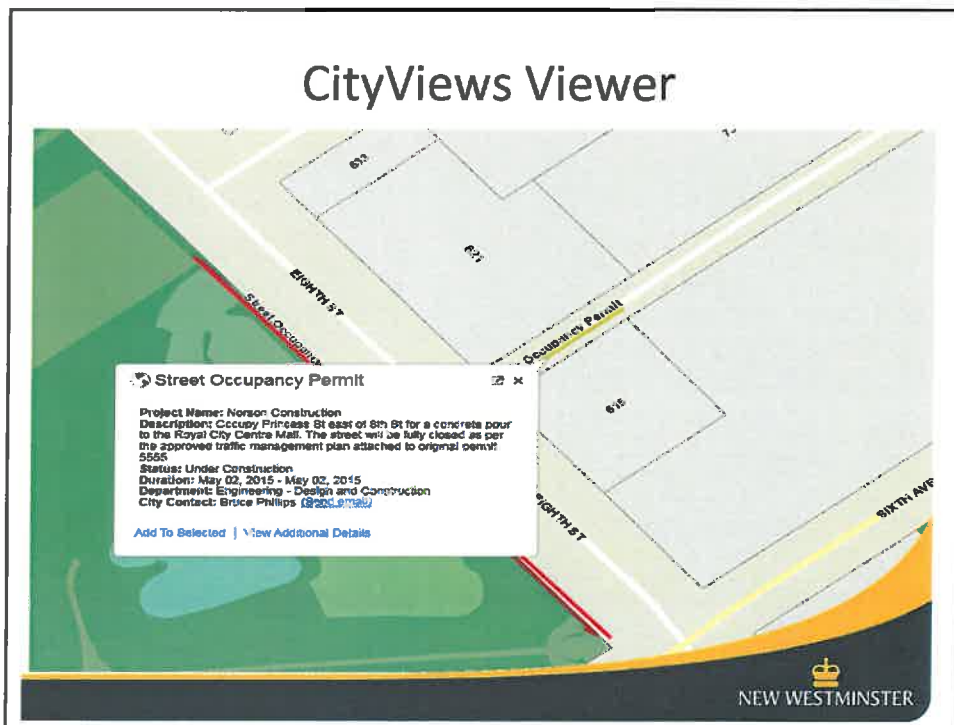 CityViews Viewer
633
EIGHTH ST
Street Occupancy
Occupancy Permit
615
Street Occupancy Permit
Project Name: Norson Construction
Description: Occupy Princess St east of 8th St for a concrete pour
to the Royal City Centre Mall. The street will be fully closed as per
the approved traffic management plan attached to original permit
5555
Status: Under Construction
Duration: May 02, 2015 - May 02, 2015
Department: Engineering - Design and Construction
City Contact: Bruce Phillips (Send email)
Add To Selected | View Additional Details
EIGHTH ST
SIXTH AVE
NEW WESTMINSTER